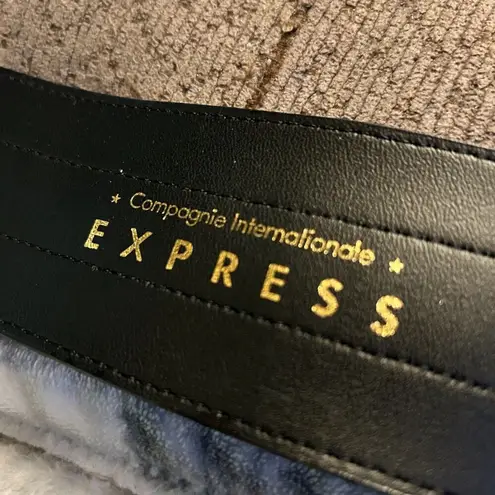 ★ Compagnie Internationale ★
EXPRESS